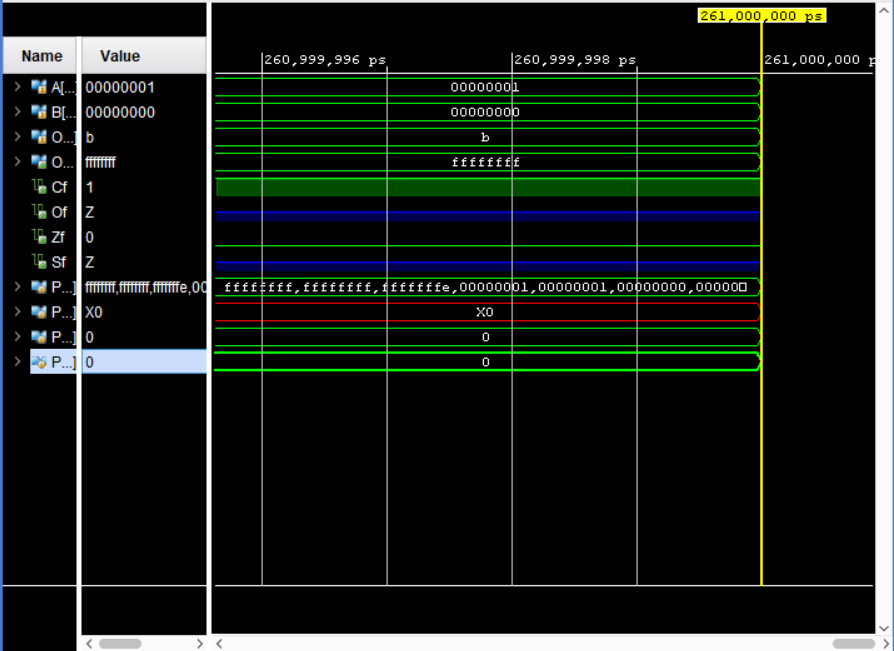 261,000,000 ps
Name Value
260,999,996 ps 260,999,998 ps 261,000,000 p
A[...] 00000001 00000001
B[...] 00000000 00000000
O...] b b
O... ffffffff ffffffff
Cf 1
Of Z
Zf 0
Sf Z
P...] ffffffff,ffffffff,fffffffe,00 ffffffff,ffffffff,fffffffe,00000001,00000001,00000000,00000
P...] X0 X0
P...] 0 0
P...] 0 0